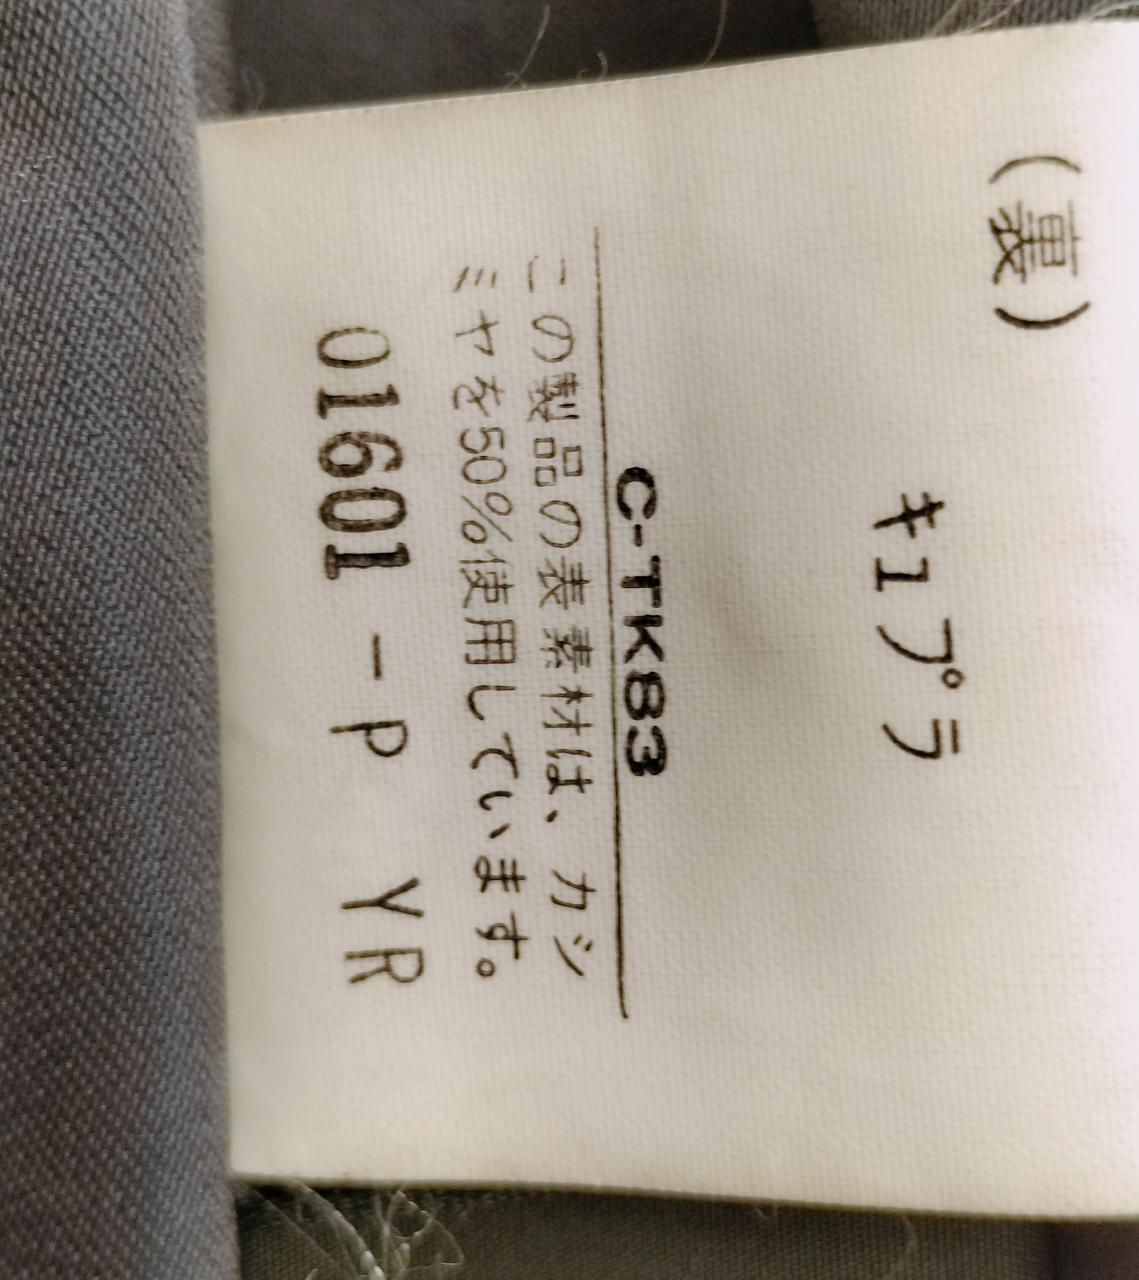 (裏)
キュプラ
C-TK83
この製品の表素材は、カシ
ミヤを50%使用しています。
01601 - P YR